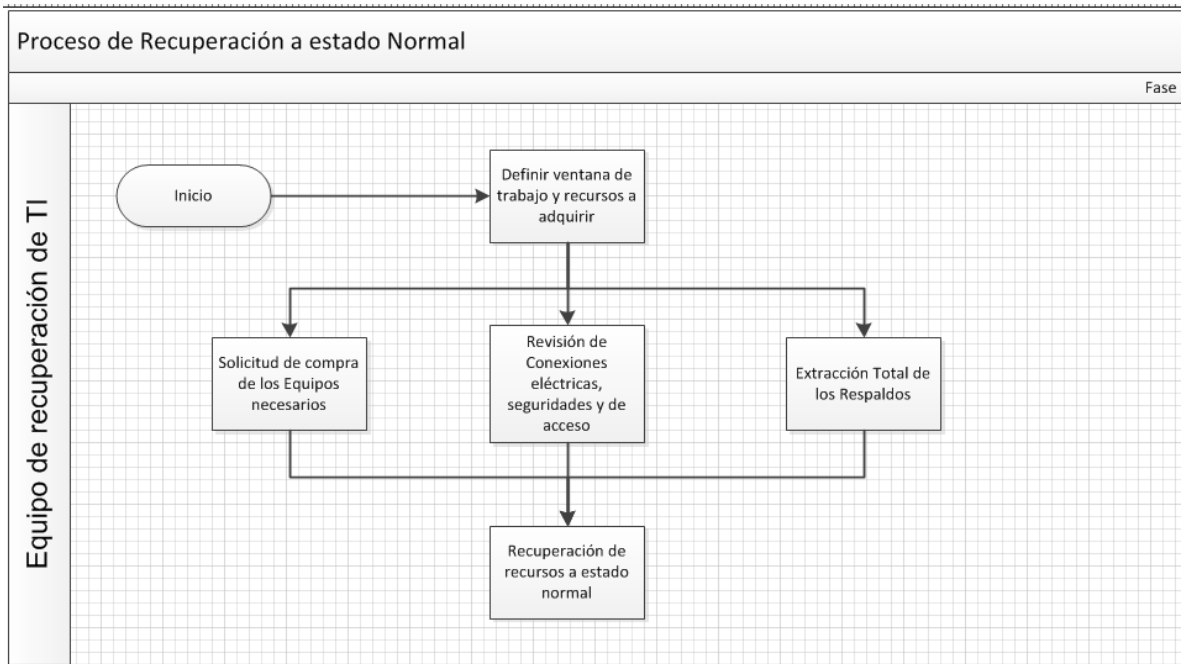 Proceso de Recuperación a estado Normal
Fase
Equipo de recuperación de TI
Inicio
Definir ventana de
trabajo y recursos a
adquirir
Solicitud de compra
de los Equipos
necesarios
Revisión de
Conexiones
eléctricas,
seguridades y de
acceso
Extracción Total de
los Respaldos
Recuperación de
recursos a estado
normal